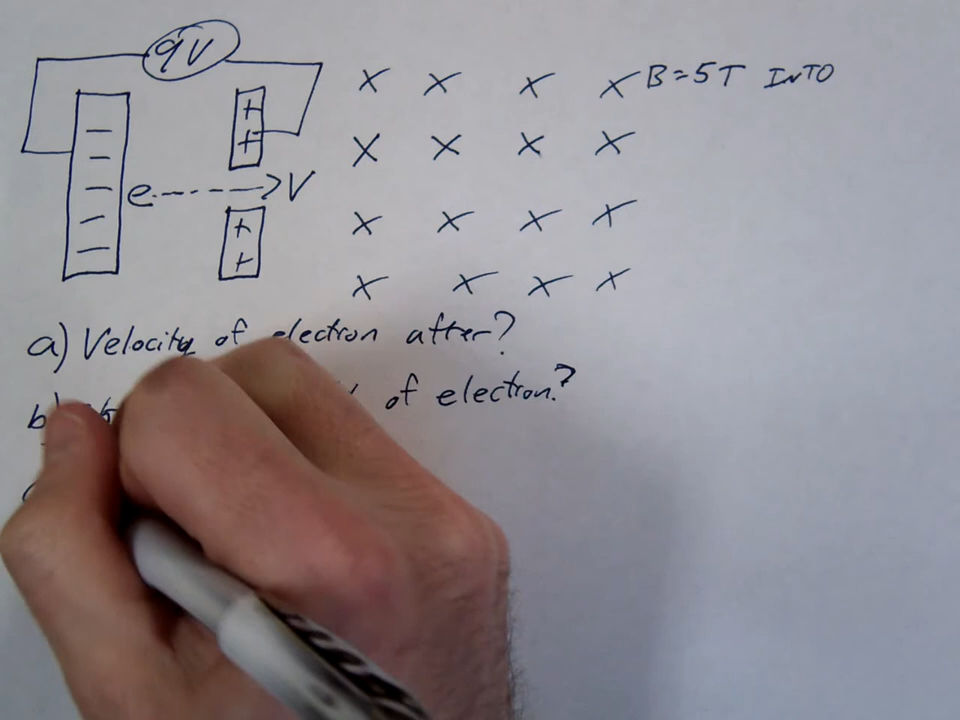 9V
+
+
+
+
− − − − −
e ----> V
X X X X B=5T INTO
X X X X
X X X X
X X X X
a) Velocity of electron after?
b) of electron?